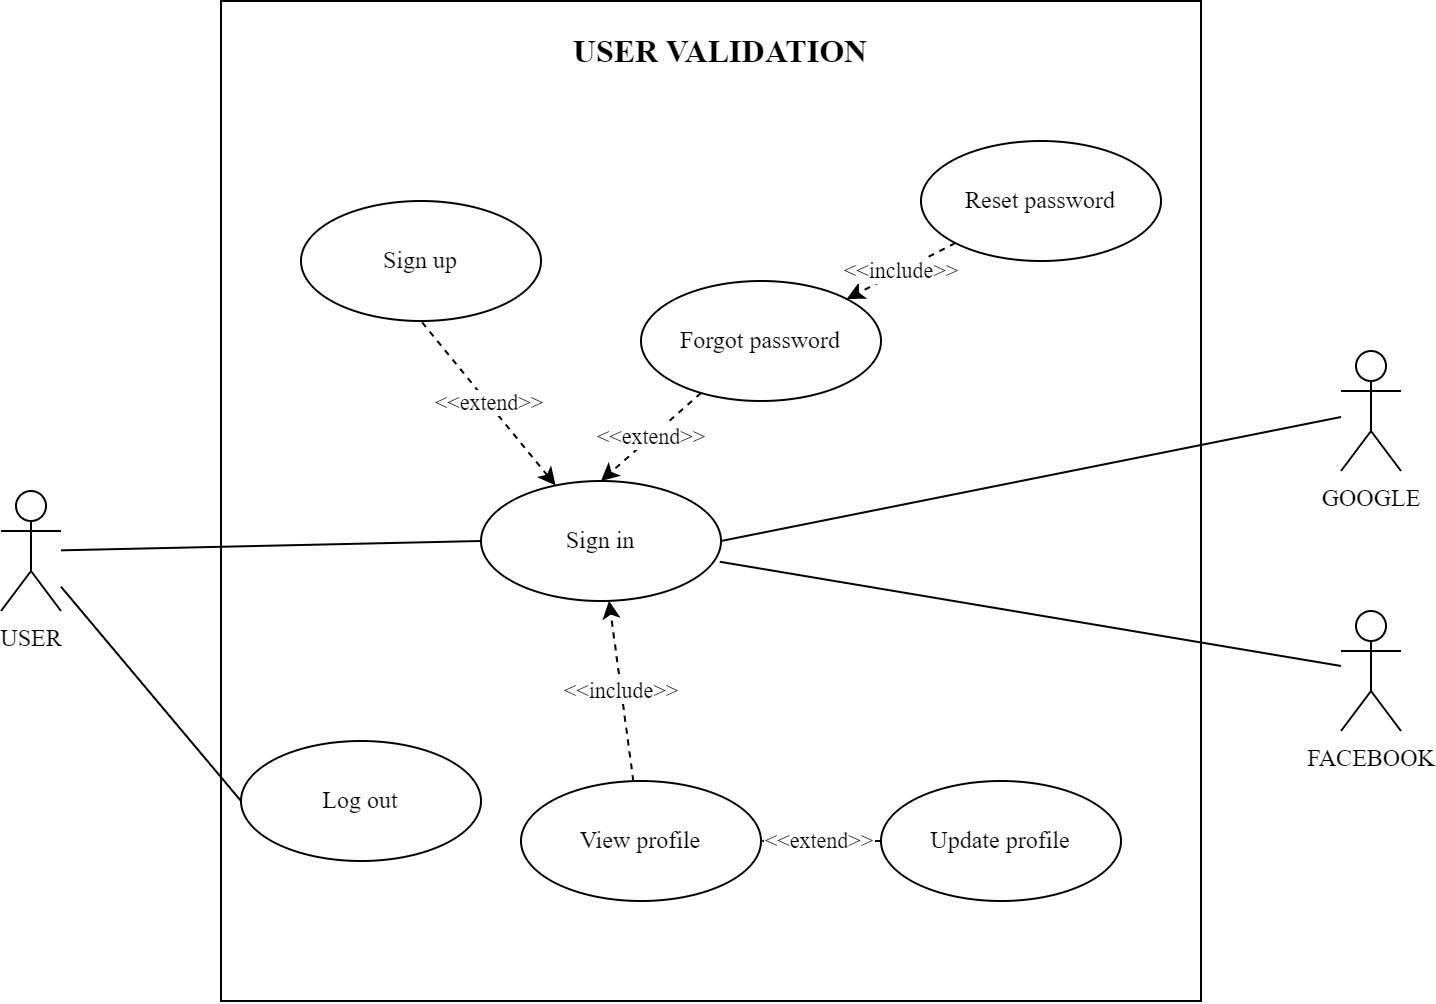 USER VALIDATION
Reset password
Sign up
<<include>>
Forgot password
<<extend>>
<<extend>>
GOOGLE
Sign in
USER
<<include>>
FACEBOOK
Log out
View profile
<<extend>>
Update profile